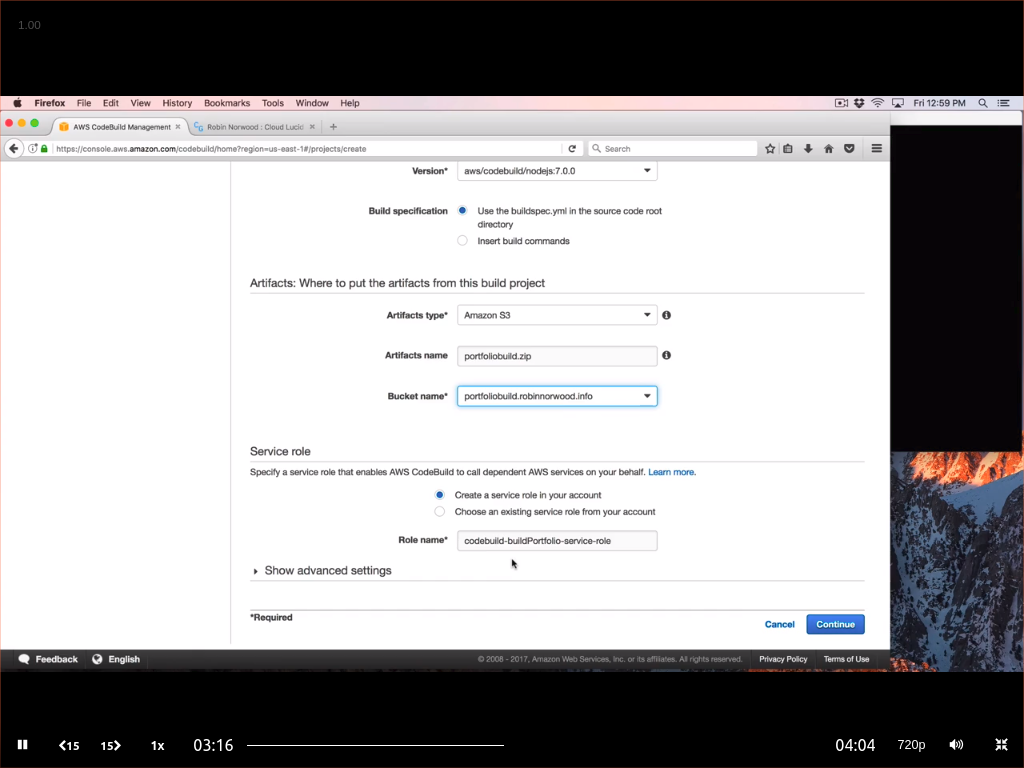 1.00
Firefox File Edit View History Bookmarks Tools Window Help Fri 12:59 PM
AWS CodeBuild Management Robin Norwood : Cloud Lucid
https://console.aws.amazon.com/codebuild/home?region=us-east-1#/projects/create Search
Version* aws/codebuild/nodejs:7.0.0
Build specification Use the buildspec.yml in the source code root
directory
Insert build commands
Artifacts: Where to put the artifacts from this build project
Artifacts type* Amazon S3
Artifacts name portfoliobuild.zip
Bucket name* portfoliobuild.robinnorwood.info
Service role
Specify a service role that enables AWS CodeBuild to call dependent AWS services on your behalf. Learn more.
Create a service role in your account
Choose an existing service role from your account
Role name* codebuild-buildPortfolio-service-role
Show advanced settings
*Required
Cancel Continue
Feedback English © 2008 - 2017, Amazon Web Services, Inc. or its affiliates. All rights reserved. Privacy Policy Terms of Use
15 15 1x 03:16 04:04 720p